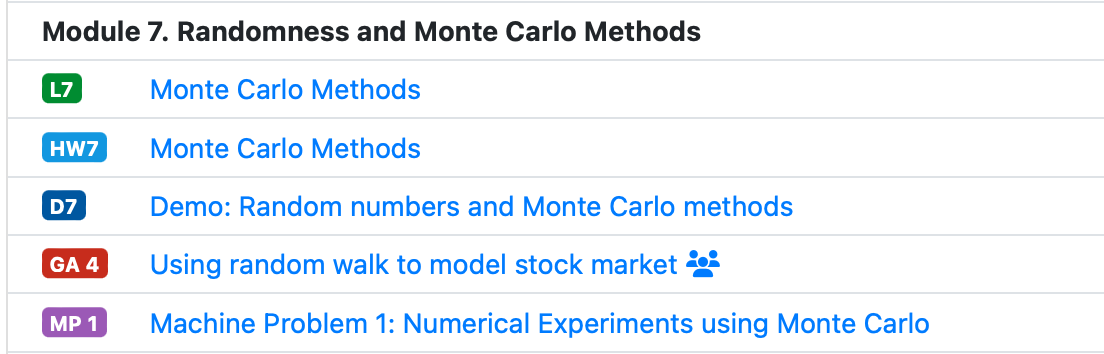 Module 7. Randomness and Monte Carlo Methods
L7 Monte Carlo Methods
HW7 Monte Carlo Methods
D7 Demo: Random numbers and Monte Carlo methods
GA 4 Using random walk to model stock market
MP 1 Machine Problem 1: Numerical Experiments using Monte Carlo